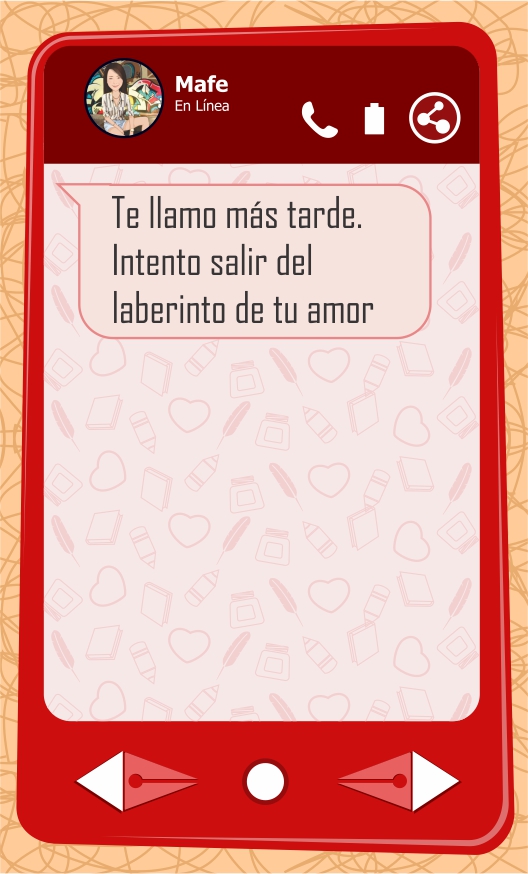 Mafe
En Línea
Te llamo más tarde.
Intento salir del
laberinto de tu amor